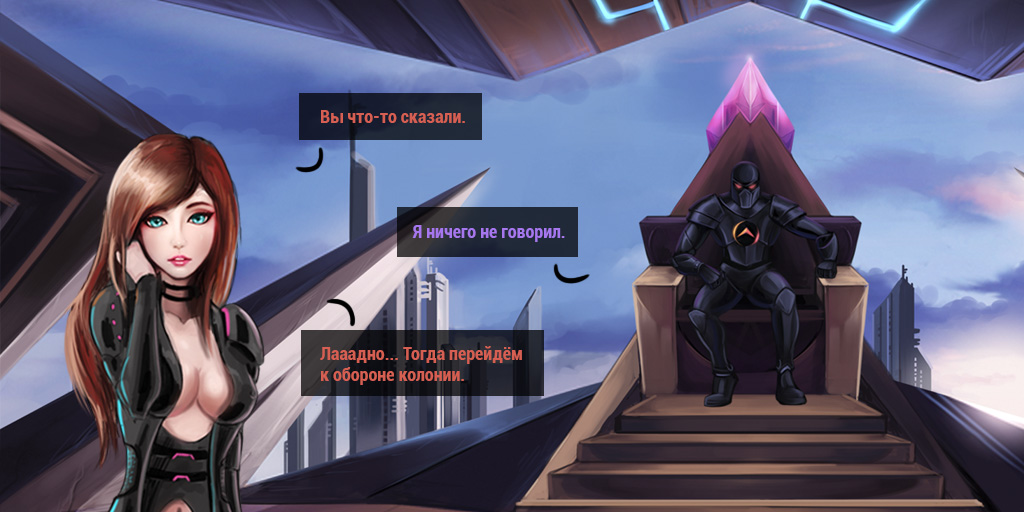 Вы что-то сказали.
Я ничего не говорил.
Лааадно... Тогда перейдём
к обороне колонии.